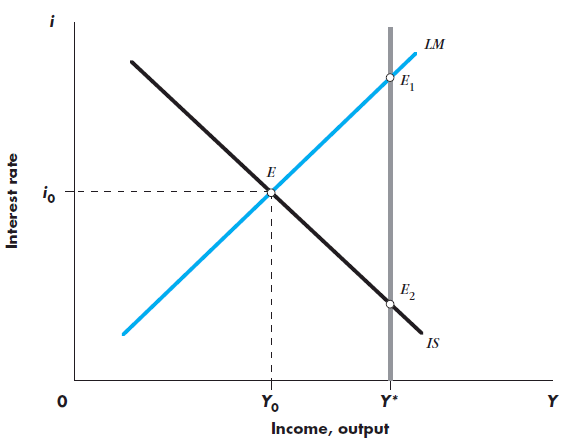 i
LM
E1
E
i0
Interest rate
E2
IS
0
Y0
Y*
Y
Income, output